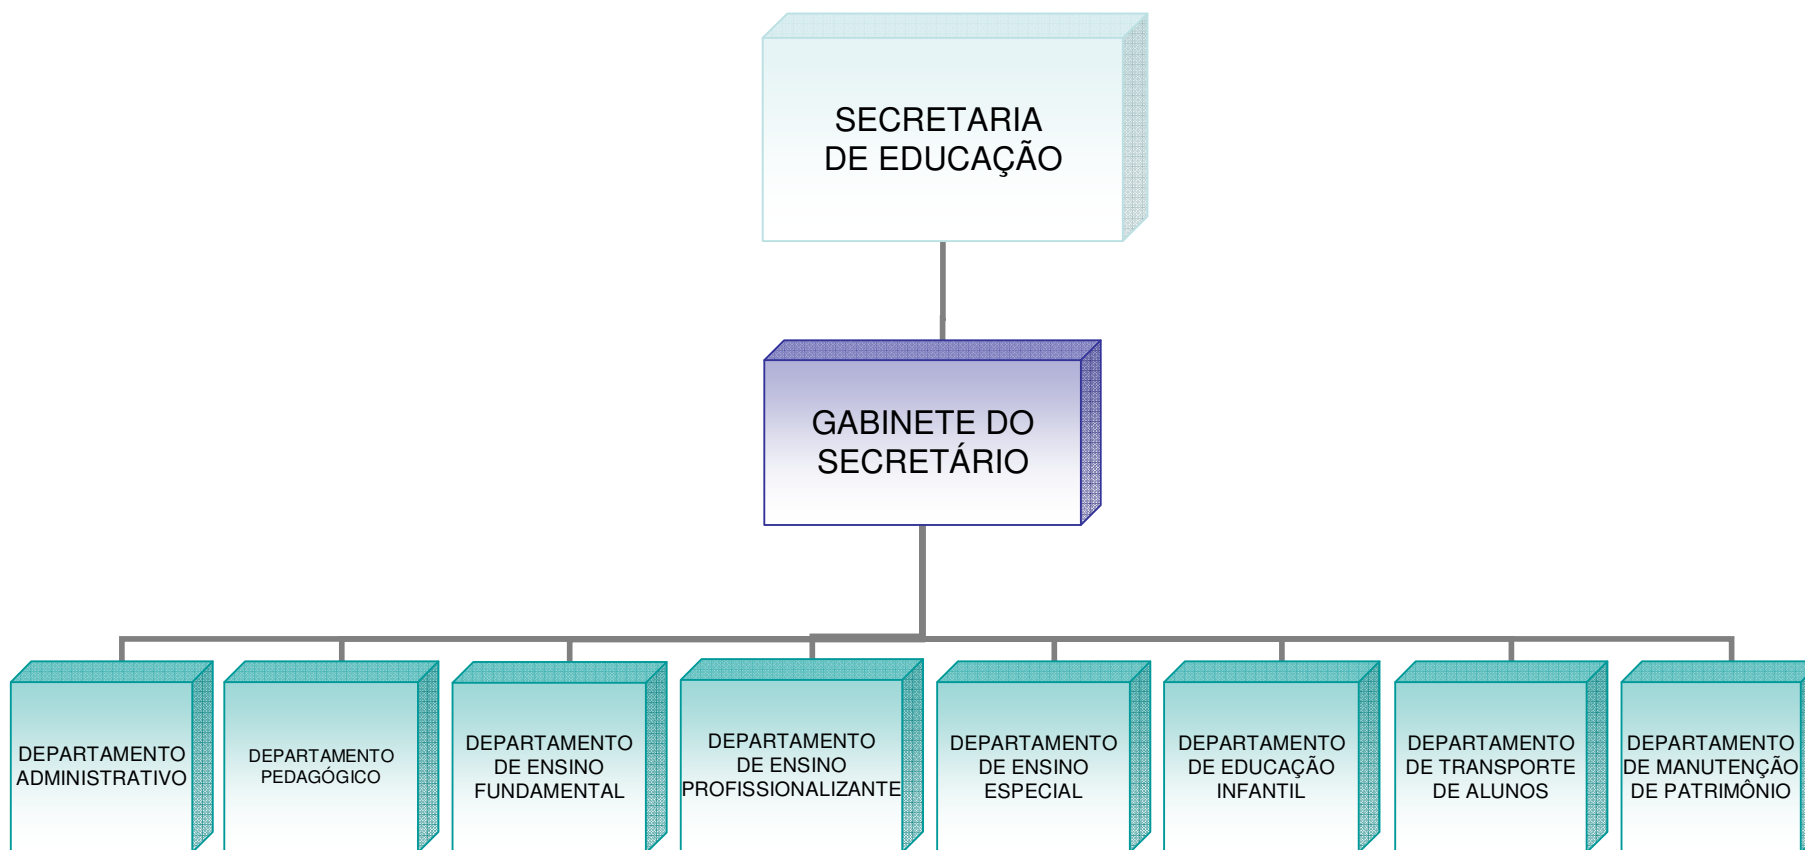 SECRETARIA
DE EDUCAÇÃO
GABINETE DO
SECRETÁRIO
DEPARTAMENTO
ADMINISTRATIVO
DEPARTAMENTO
PEDAGÓGICO
DEPARTAMENTO
DE ENSINO
FUNDAMENTAL
DEPARTAMENTO
DE ENSINO
PROFISSIONALIZANTE
DEPARTAMENTO
DE ENSINO
ESPECIAL
DEPARTAMENTO
DE EDUCAÇÃO
INFANTIL
DEPARTAMENTO
DE TRANSPORTE
DE ALUNOS
DEPARTAMENTO
DE MANUTENÇÃO
DE PATRIMÔNIO